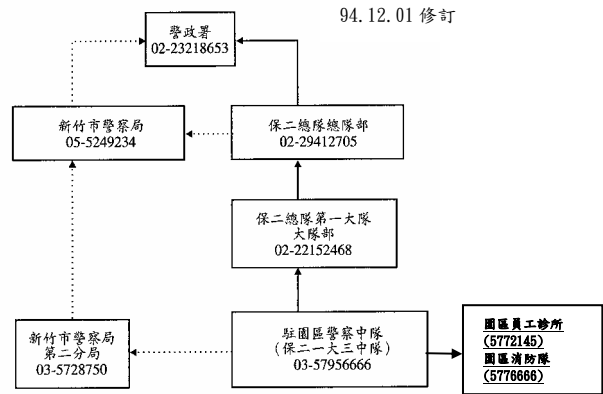 94.12.01 修訂
警政署
02-23218653
新竹市警察局
05-5249234
保二總隊總隊部
02-29412705
保二總隊第一大隊
大隊部
02-22152468
新竹市警察局
第二分局
03-5728750
駐園區警察中隊
(保二一大三中隊)
03-57956666
園區員工診所
(5772145)
園區消防隊
(5776666)